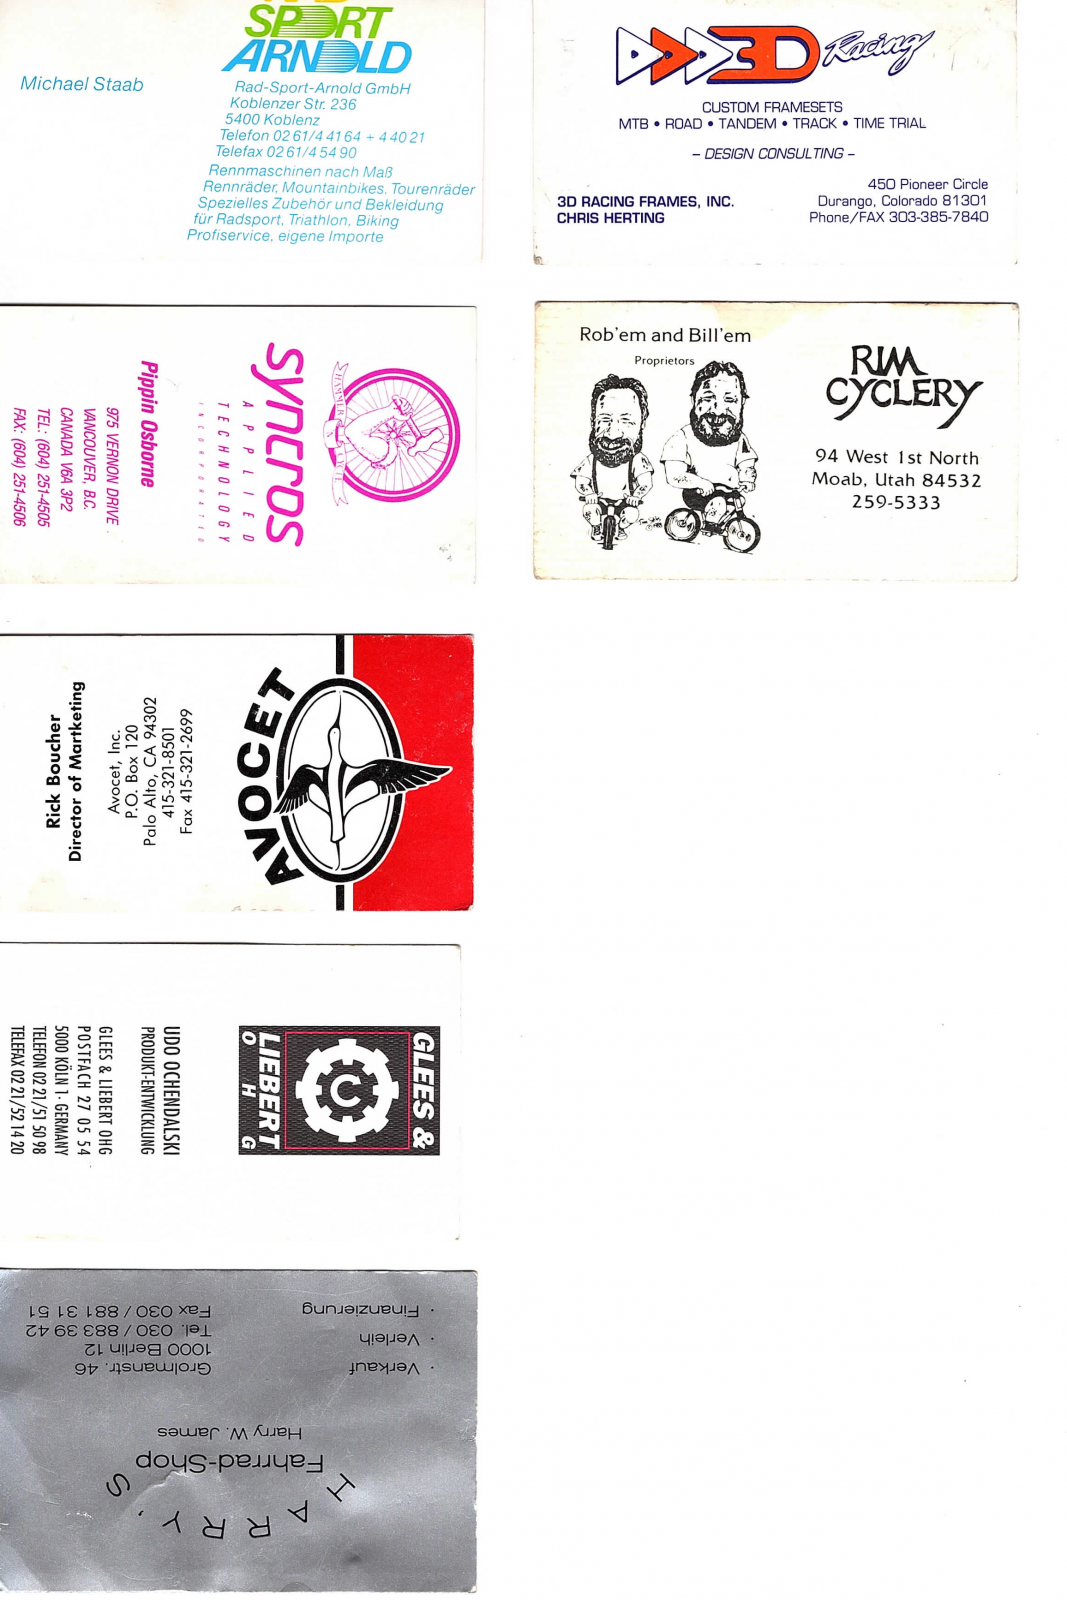 SPORT
ARNOLD
Michael Staab
Rad-Sport-Arnold GmbH
Koblenzer Str. 236
5400 Koblenz
Telefon 02 61/4 41 64 + 4 40 21
Telefax 02 61/4 54 90
Rennmaschinen nach Maß
Rennräder, Mountainbikes, Tourenräder
Spezielles Zubehör und Bekleidung
für Radsport, Triathlon, Biking
Profiservice, eigene Importe
3D Racing
CUSTOM FRAMESETS
MTB • ROAD • TANDEM • TRACK • TIME TRIAL
– DESIGN CONSULTING –
450 Pioneer Circle
Durango, Colorado 81301
Phone/FAX 303-385-7840
3D RACING FRAMES, INC.
CHRIS HERTING
HAMMER
syncros
APPLIED
TECHNOLOGY
INCORPORATED
Pippin Osborne
975 VERNON DRIVE
VANCOUVER, B.C.
CANADA V6A 3P2
TEL: (604) 251-4505
FAX: (604) 251-4506
Rob'em and Bill'em
Proprietors
RIM
CYCLERY
94 West 1st North
Moab, Utah 84532
259-5333
Rick Boucher
Director of Martketing
Avocet, Inc.
P.O. Box 120
Palo Alto, CA 94302
415-321-8501
Fax 415-321-2699
AVOCET
GLEES &
C
LIEBERT
OHG
UDO OCHENDALSKI
PRODUKT-ENTWICKLUNG
GLEES & LIEBERT OHG
POSTFACH 27 05 54
5000 KÖLN 1 · GERMANY
TELEFON 02 21/51 50 98
TELEFAX 02 21/52 14 20
HARRY'S
Fahrrad-Shop
Harry W. James
· Verkauf
· Verleih
· Finanzierung
Grolmanstr. 46
1000 Berlin 12
Tel. 030 / 883 39 42
Fax 030 / 881 31 51